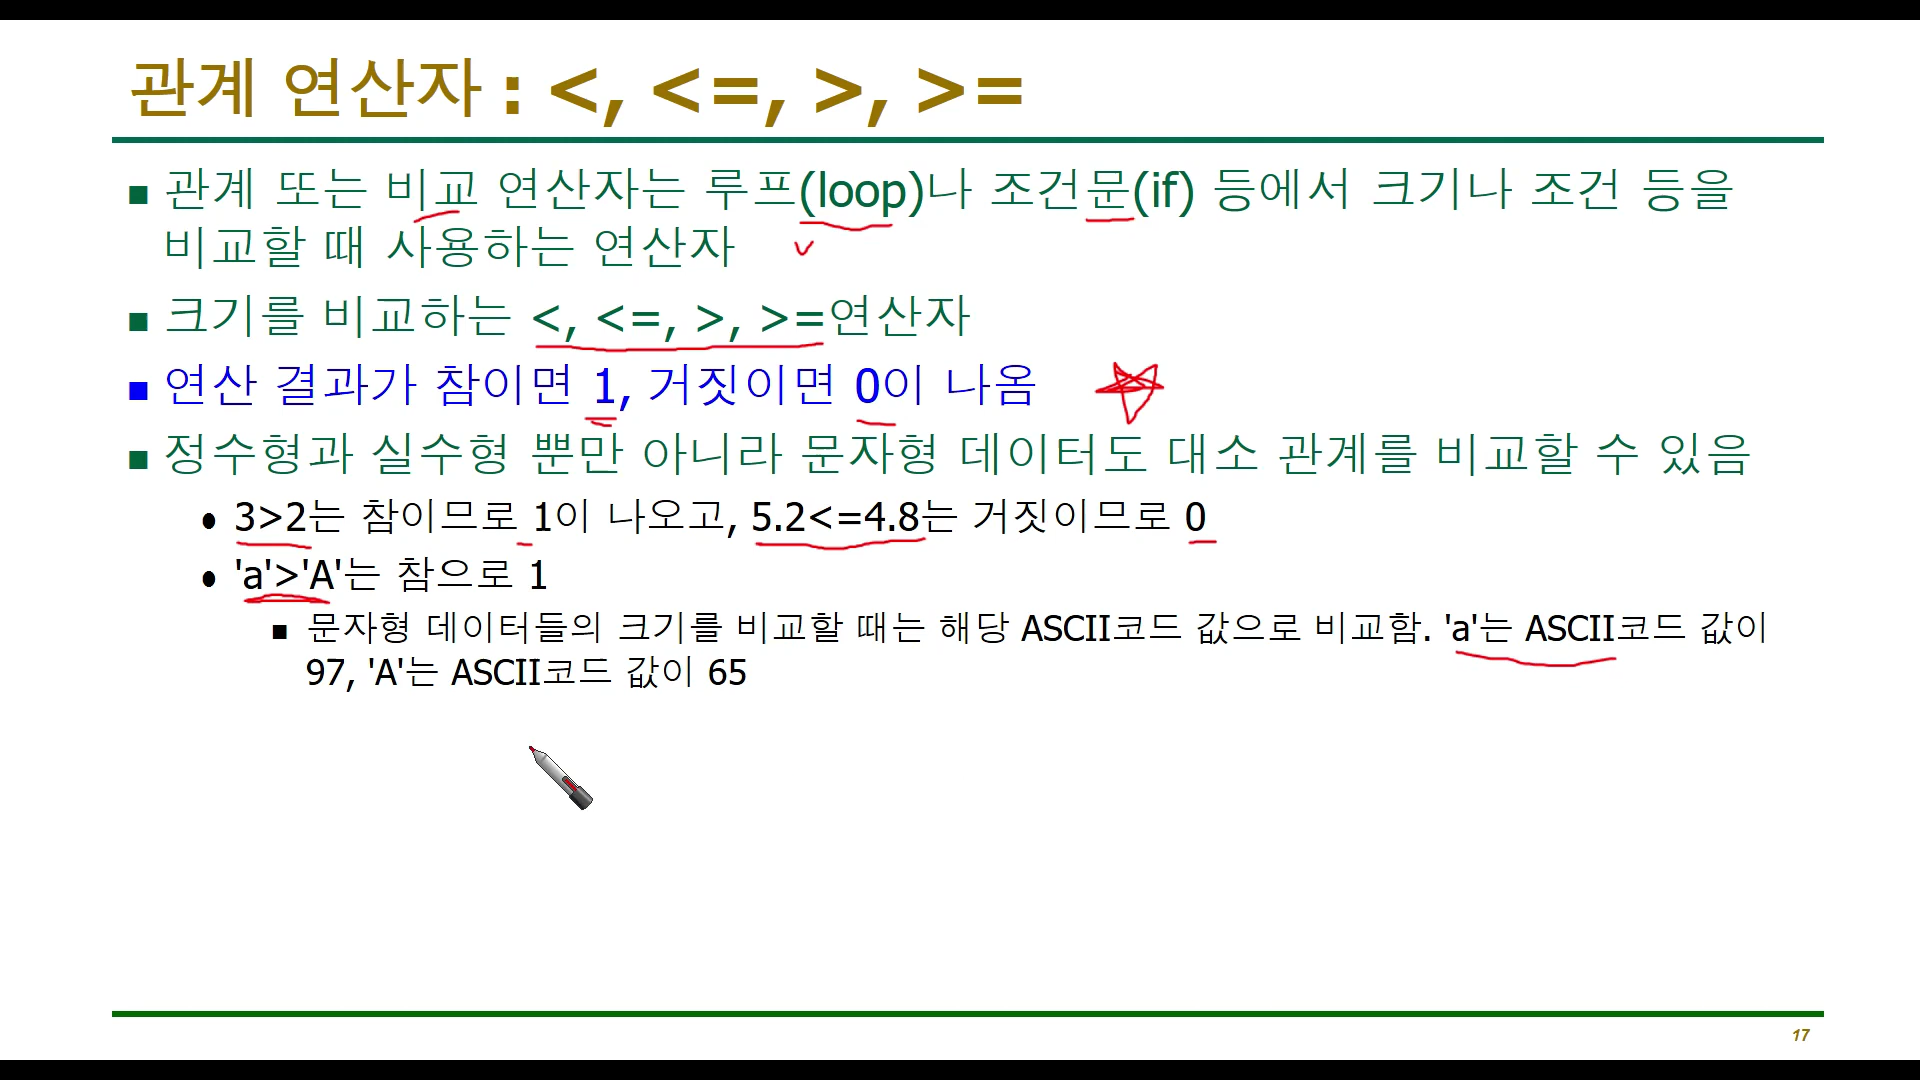 관계 연산자 : <, <=, >, >=
■ 관계 또는 비교 연산자는 루프(loop)나 조건문(if) 등에서 크기나 조건 등을
비교할 때 사용하는 연산자
■ 크기를 비교하는 <, <=, >, >=연산자
■ 연산 결과가 참이면 1, 거짓이면 0이 나옴
■ 정수형과 실수형 뿐만 아니라 문자형 데이터도 대소 관계를 비교할 수 있음
● 3>2는 참이므로 1이 나오고, 5.2<=4.8는 거짓이므로 0
● 'a'>'A'는 참으로 1
■ 문자형 데이터들의 크기를 비교할 때는 해당 ASCII코드 값으로 비교함. 'a'는 ASCII코드 값이
97, 'A'는 ASCII코드 값이 65
17